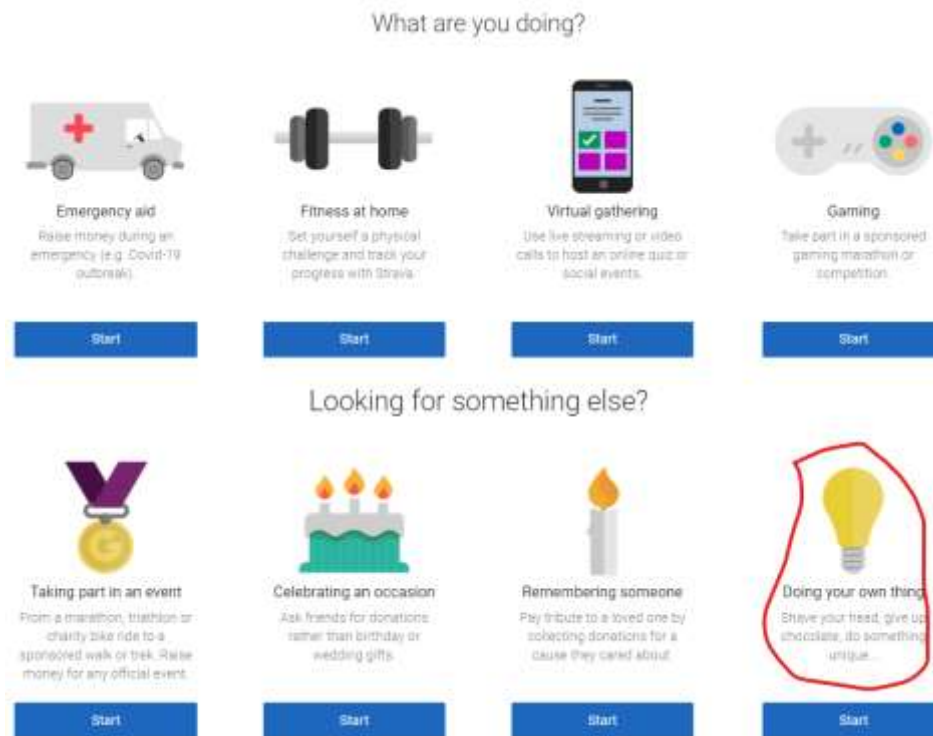 What are you doing?
Emergency aid
Raise money during an
emergency (e.g. Covid-19
outbreak).
Start
Fitness at home
Set yourself a physical
challenge and track your
progress with Strava.
Start
Virtual gathering
Use live streaming or video
calls to host an online quiz or
social events.
Start
Gaming
Take part in a sponsored
gaming marathon or
competition.
Start
Looking for something else?
Taking part in an event
From a marathon, triathlon or
charity bike ride to a
sponsored walk or trek. Raise
money for any official event.
Start
Celebrating an occasion
Ask friends for donations
rather than birthday or
wedding gifts.
Start
Remembering someone
Pay tribute to a loved one by
collecting donations for a
cause they cared about.
Start
Doing your own thing
Shave your head, give up
chocolate, do something
unique...
Start